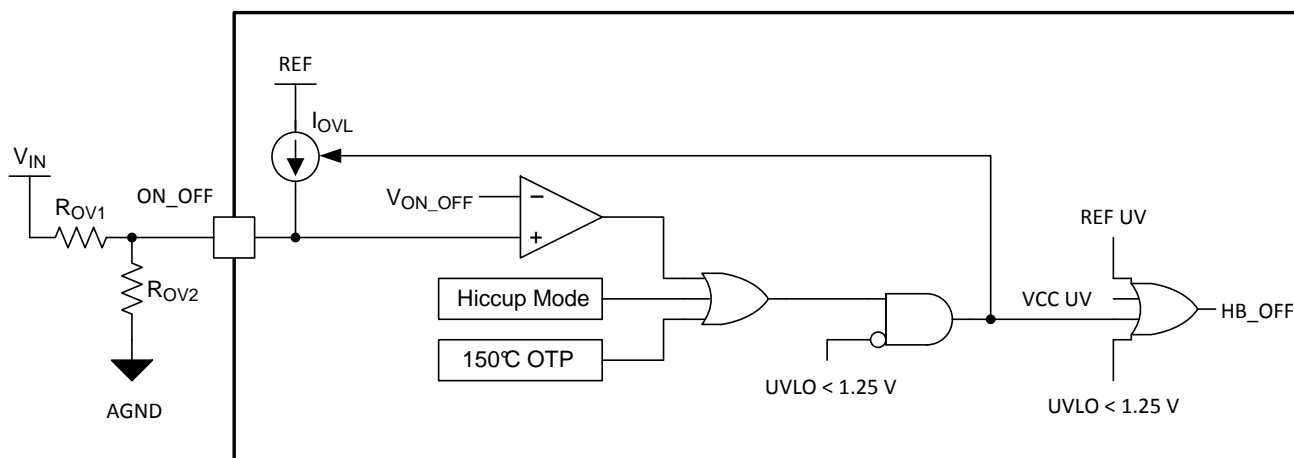 REF
I_OVL
V_IN
ON_OFF
R_OV1
R_OV2
AGND
V_ON_OFF
−
+
Hiccup Mode
150°C OTP
UVLO < 1.25 V
REF UV
VCC UV
HB_OFF
UVLO < 1.25 V